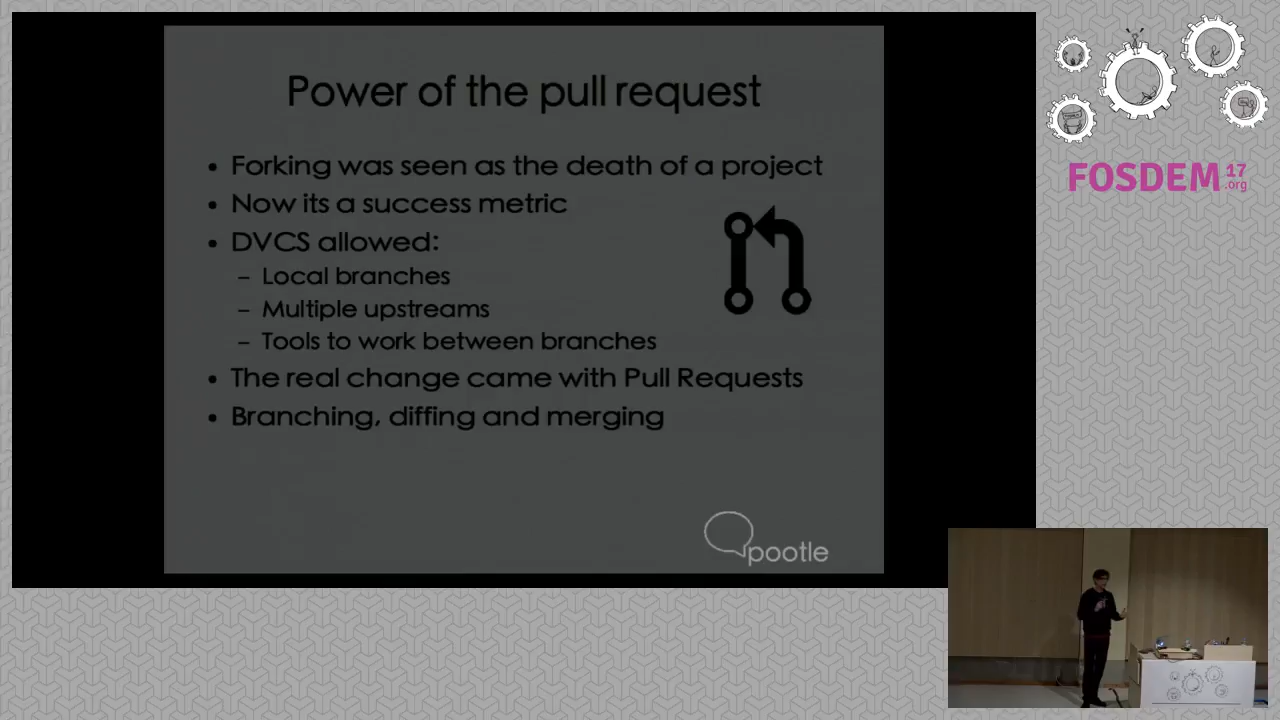 Power of the pull request
• Forking was seen as the death of a project
• Now its a success metric
• DVCS allowed:
– Local branches
– Multiple upstreams
– Tools to work between branches
• The real change came with Pull Requests
• Branching, diffing and merging
pootle
FOSDEM 17
.org